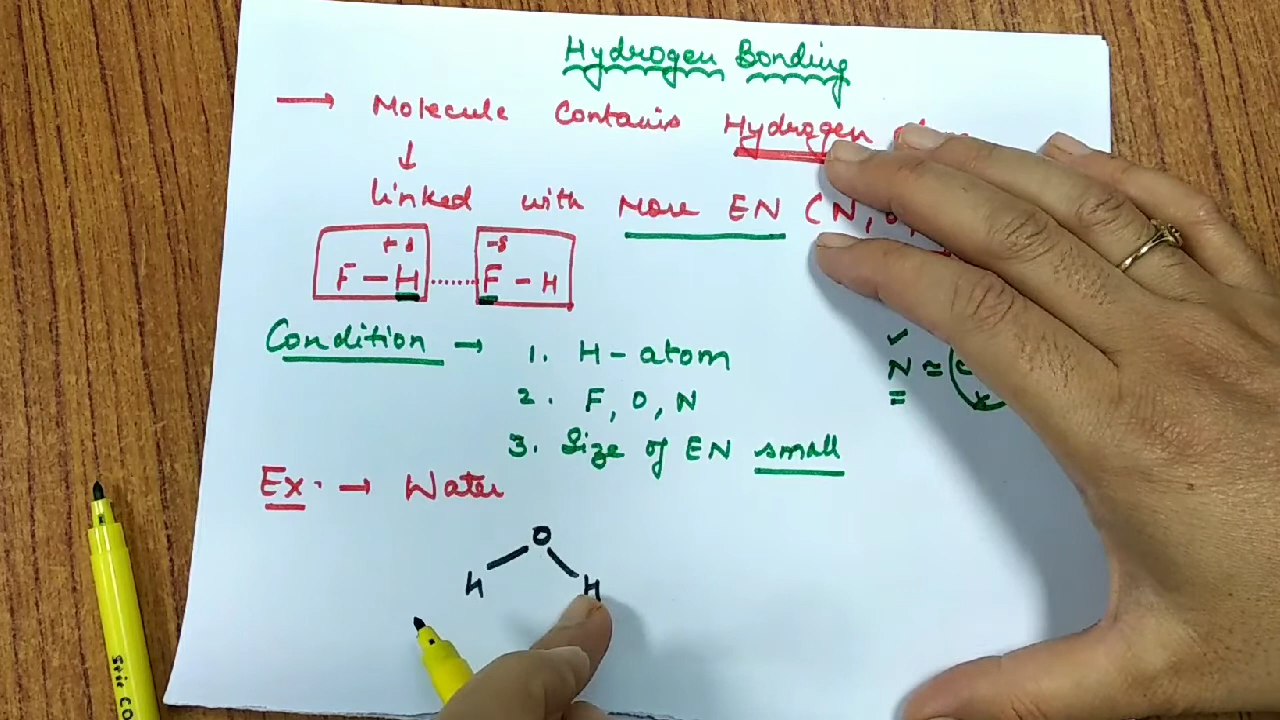 Hydrogen Bonding
→ Molecule Contains Hydrogen
↓
linked with More EN (N, O,
+δ -δ
F – H ....... F – H
Condition → 1. H-atom
✓
N ≈ (
2. F, O, N
3. Size of EN small
Ex. → Water
O
H H